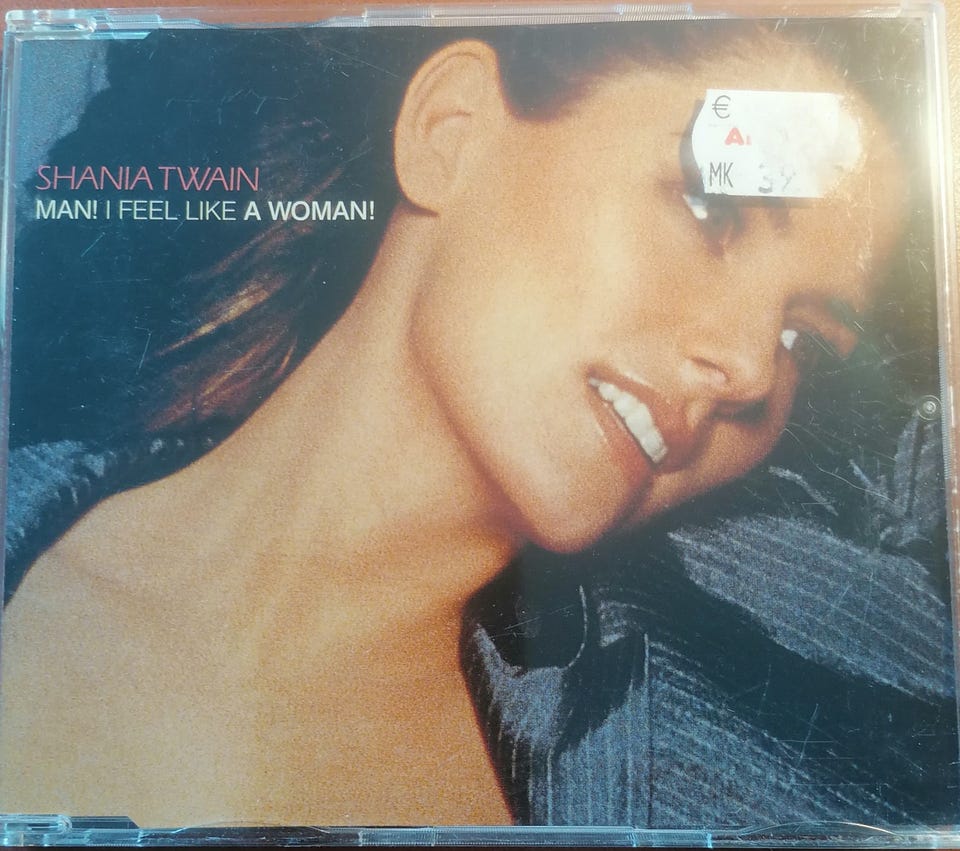 SHANIA TWAIN
MAN! I FEEL LIKE A WOMAN!
€
MK